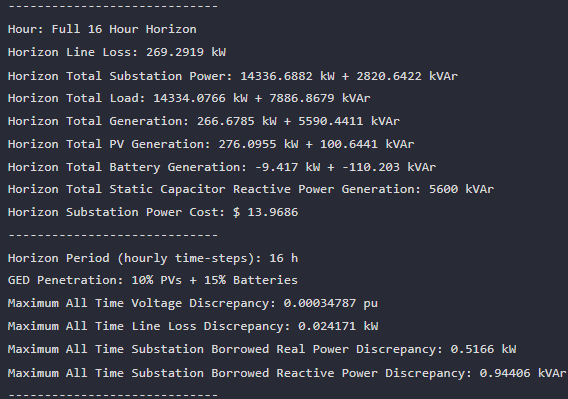 -----------------------------
Hour: Full 16 Hour Horizon
Horizon Line Loss: 269.2919 kW
Horizon Total Substation Power: 14336.6882 kW + 2820.6422 kVAr
Horizon Total Load: 14334.0766 kW + 7886.8679 kVAr
Horizon Total Generation: 266.6785 kW + 5590.4411 kVAr
Horizon Total PV Generation: 276.0955 kW + 100.6441 kVAr
Horizon Total Battery Generation: -9.417 kW + -110.203 kVAr
Horizon Total Static Capacitor Reactive Power Generation: 5600 kVAr
Horizon Substation Power Cost: $ 13.9686
-----------------------------
Horizon Period (hourly time-steps): 16 h
GED Penetration: 10% PVs + 15% Batteries
Maximum All Time Voltage Discrepancy: 0.00034787 pu
Maximum All Time Line Loss Discrepancy: 0.024171 kW
Maximum All Time Substation Borrowed Real Power Discrepancy: 0.5166 kW
Maximum All Time Substation Borrowed Reactive Power Discrepancy: 0.94406 kVAr
-----------------------------